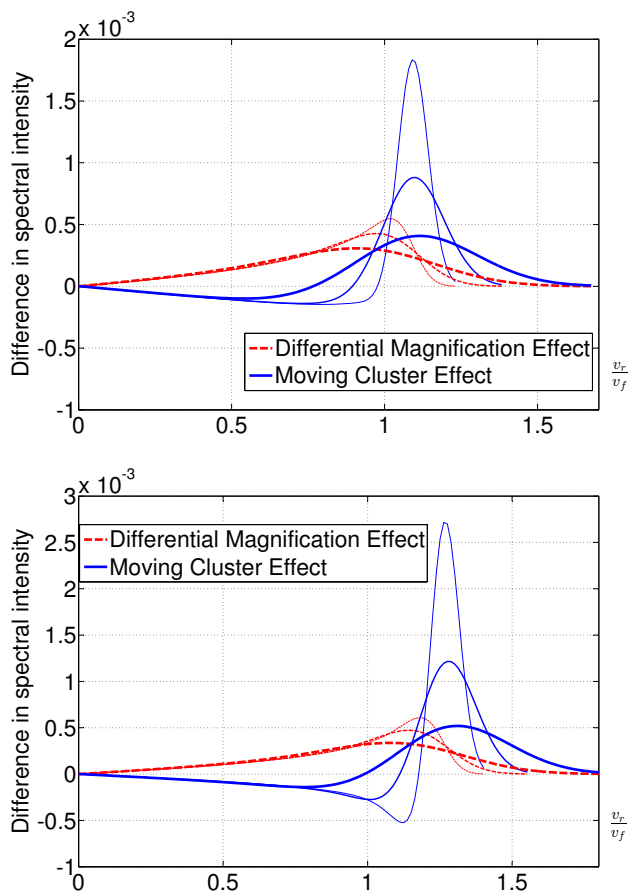 x 10⁻³
2
1.5
1
0.5
0
-0.5
-1
Difference in spectral intensity
Differential Magnification Effect
Moving Cluster Effect
0 0.5 1 1.5
v_r
v_f
x 10⁻³
3
2.5
2
1.5
1
0.5
0
-0.5
-1
Difference in spectral intensity
Differential Magnification Effect
Moving Cluster Effect
0 0.5 1 1.5
v_r
v_f